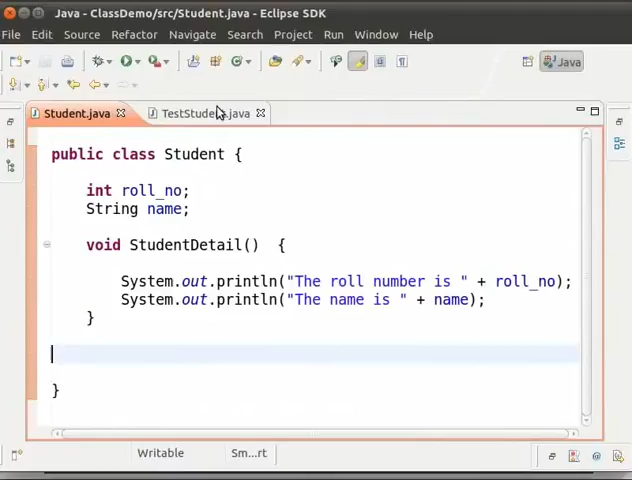 Java - ClassDemo/src/Student.java - Eclipse SDK
File Edit Source Refactor Navigate Search Project Run Window Help
Java
Student.java TestStudent.java
public class Student {
int roll_no;
String name;
void StudentDetail() {
System.out.println("The roll number is " + roll_no);
System.out.println("The name is " + name);
}
}
Writable Sm...rt